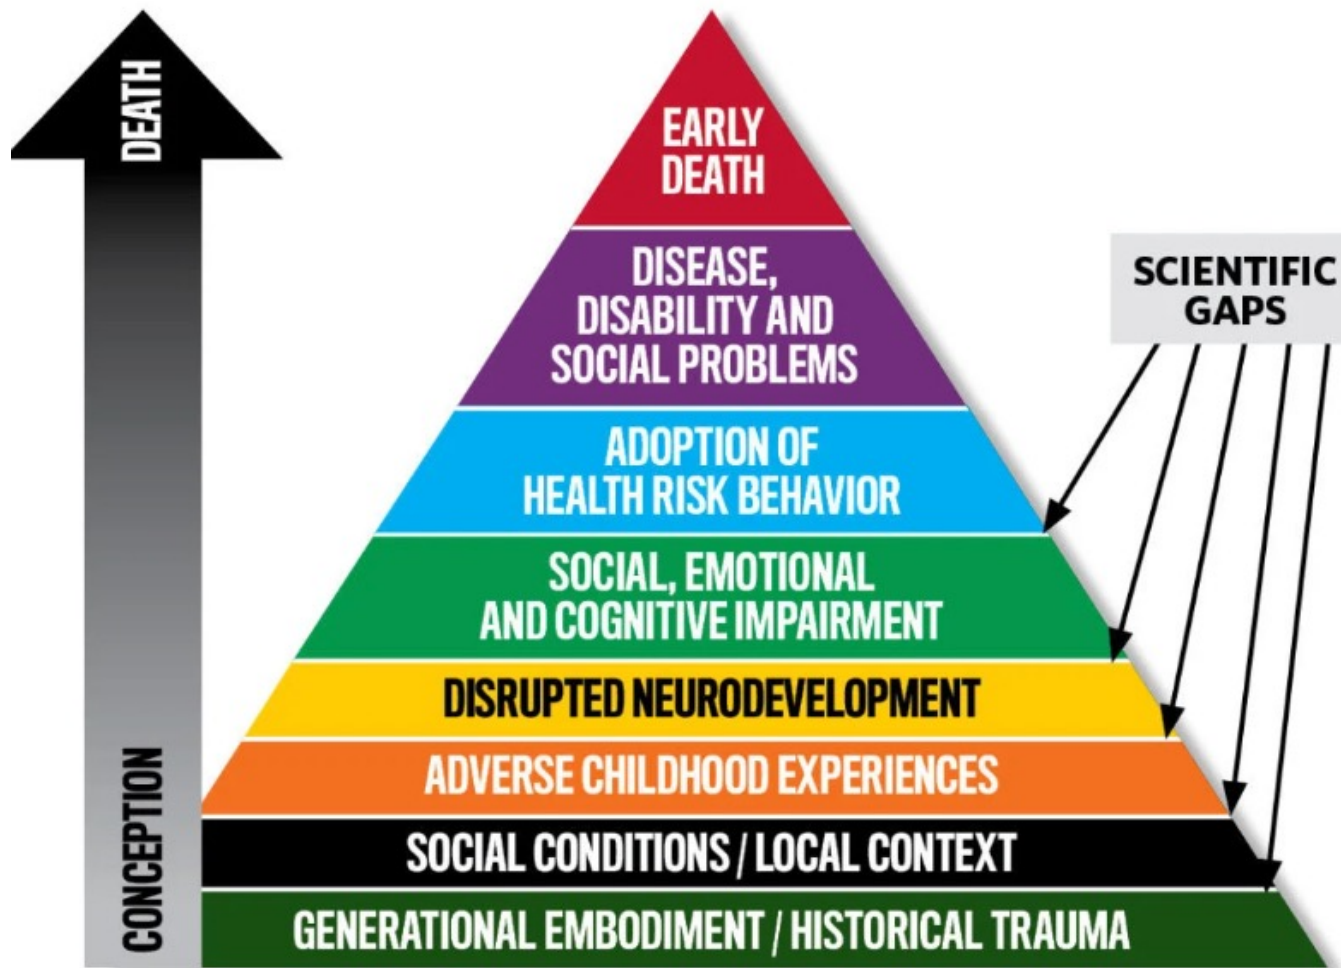 DEATH
CONCEPTION
EARLY
DEATH
DISEASE,
DISABILITY AND
SOCIAL PROBLEMS
ADOPTION OF
HEALTH RISK BEHAVIOR
SOCIAL, EMOTIONAL
AND COGNITIVE IMPAIRMENT
DISRUPTED NEURODEVELOPMENT
ADVERSE CHILDHOOD EXPERIENCES
SOCIAL CONDITIONS / LOCAL CONTEXT
GENERATIONAL EMBODIMENT / HISTORICAL TRAUMA
SCIENTIFIC
GAPS